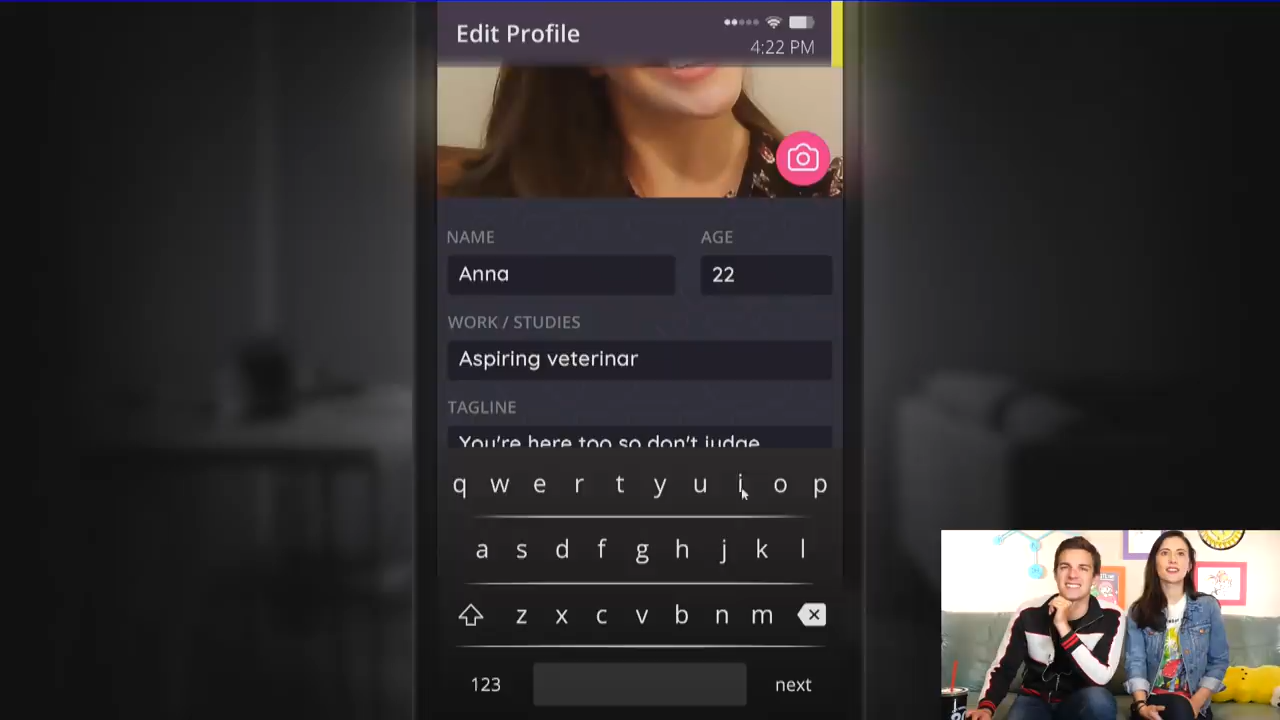 Edit Profile
4:22 PM
NAME
AGE
Anna
22
WORK / STUDIES
Aspiring veterinar
TAGLINE
You're here too so don't judge
q w e r t y u i o p
a s d f g h j k l
z x c v b n m
123
next